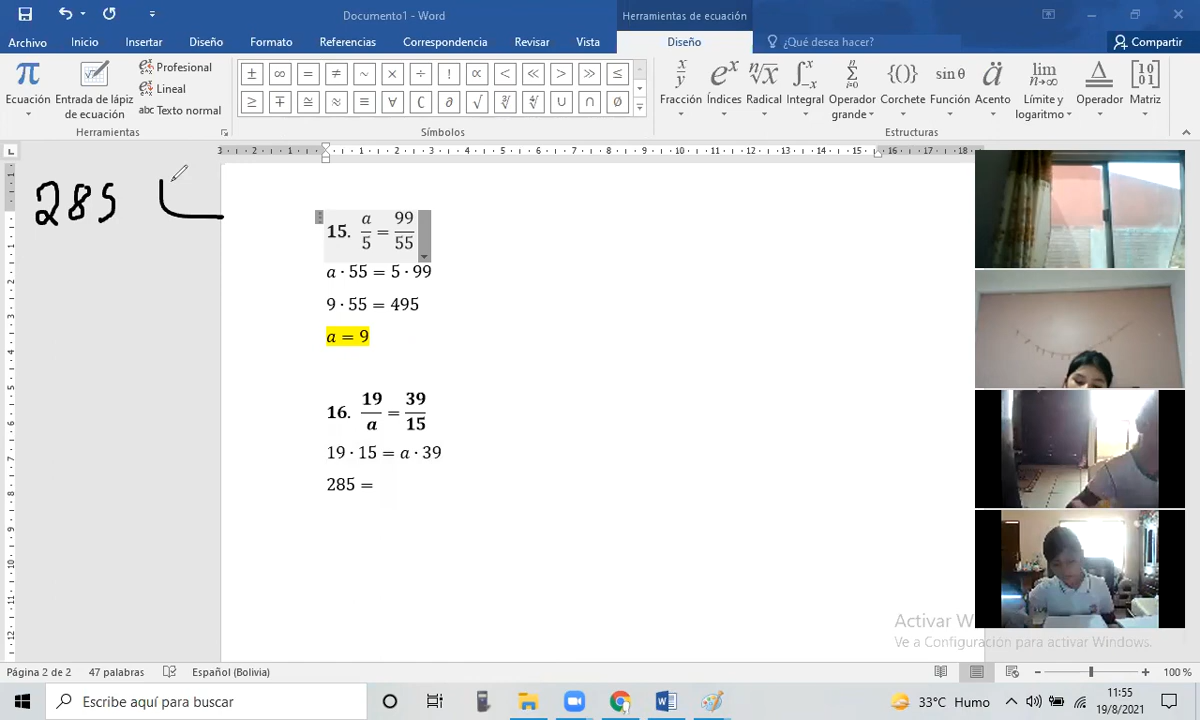 Documento1 - Word
Herramientas de ecuación
Archivo Inicio Insertar Diseño Formato Referencias Correspondencia Revisar Vista Diseño ¿Qué desea hacer? Compartir
π Ecuación
Entrada de lápiz de ecuación
Profesional
Lineal
abc Texto normal
Herramientas
± ∞ = ≠ ~ × ÷ ! ∝ < ≪ > ≫ ≤
≥ ∓ ≅ ≈ ≡ ∀ ∁ ∂ √ ∛ ∜ ∪ ∩ ∅
Símbolos
Fracción Índices Radical Integral Operador grande Corchete Función Acento Límite y logaritmo Operador Matriz
Estructuras
285
15. a/5 = 99/55
a · 55 = 5 · 99
9 · 55 = 495
a = 9
16. 19/a = 39/15
19 · 15 = a · 39
285 =
Activar W
Ve a Configuración para activar Windows.
Página 2 de 2 47 palabras Español (Bolivia) 100 %
Escribe aquí para buscar
33°C Humo
11:55
19/8/2021